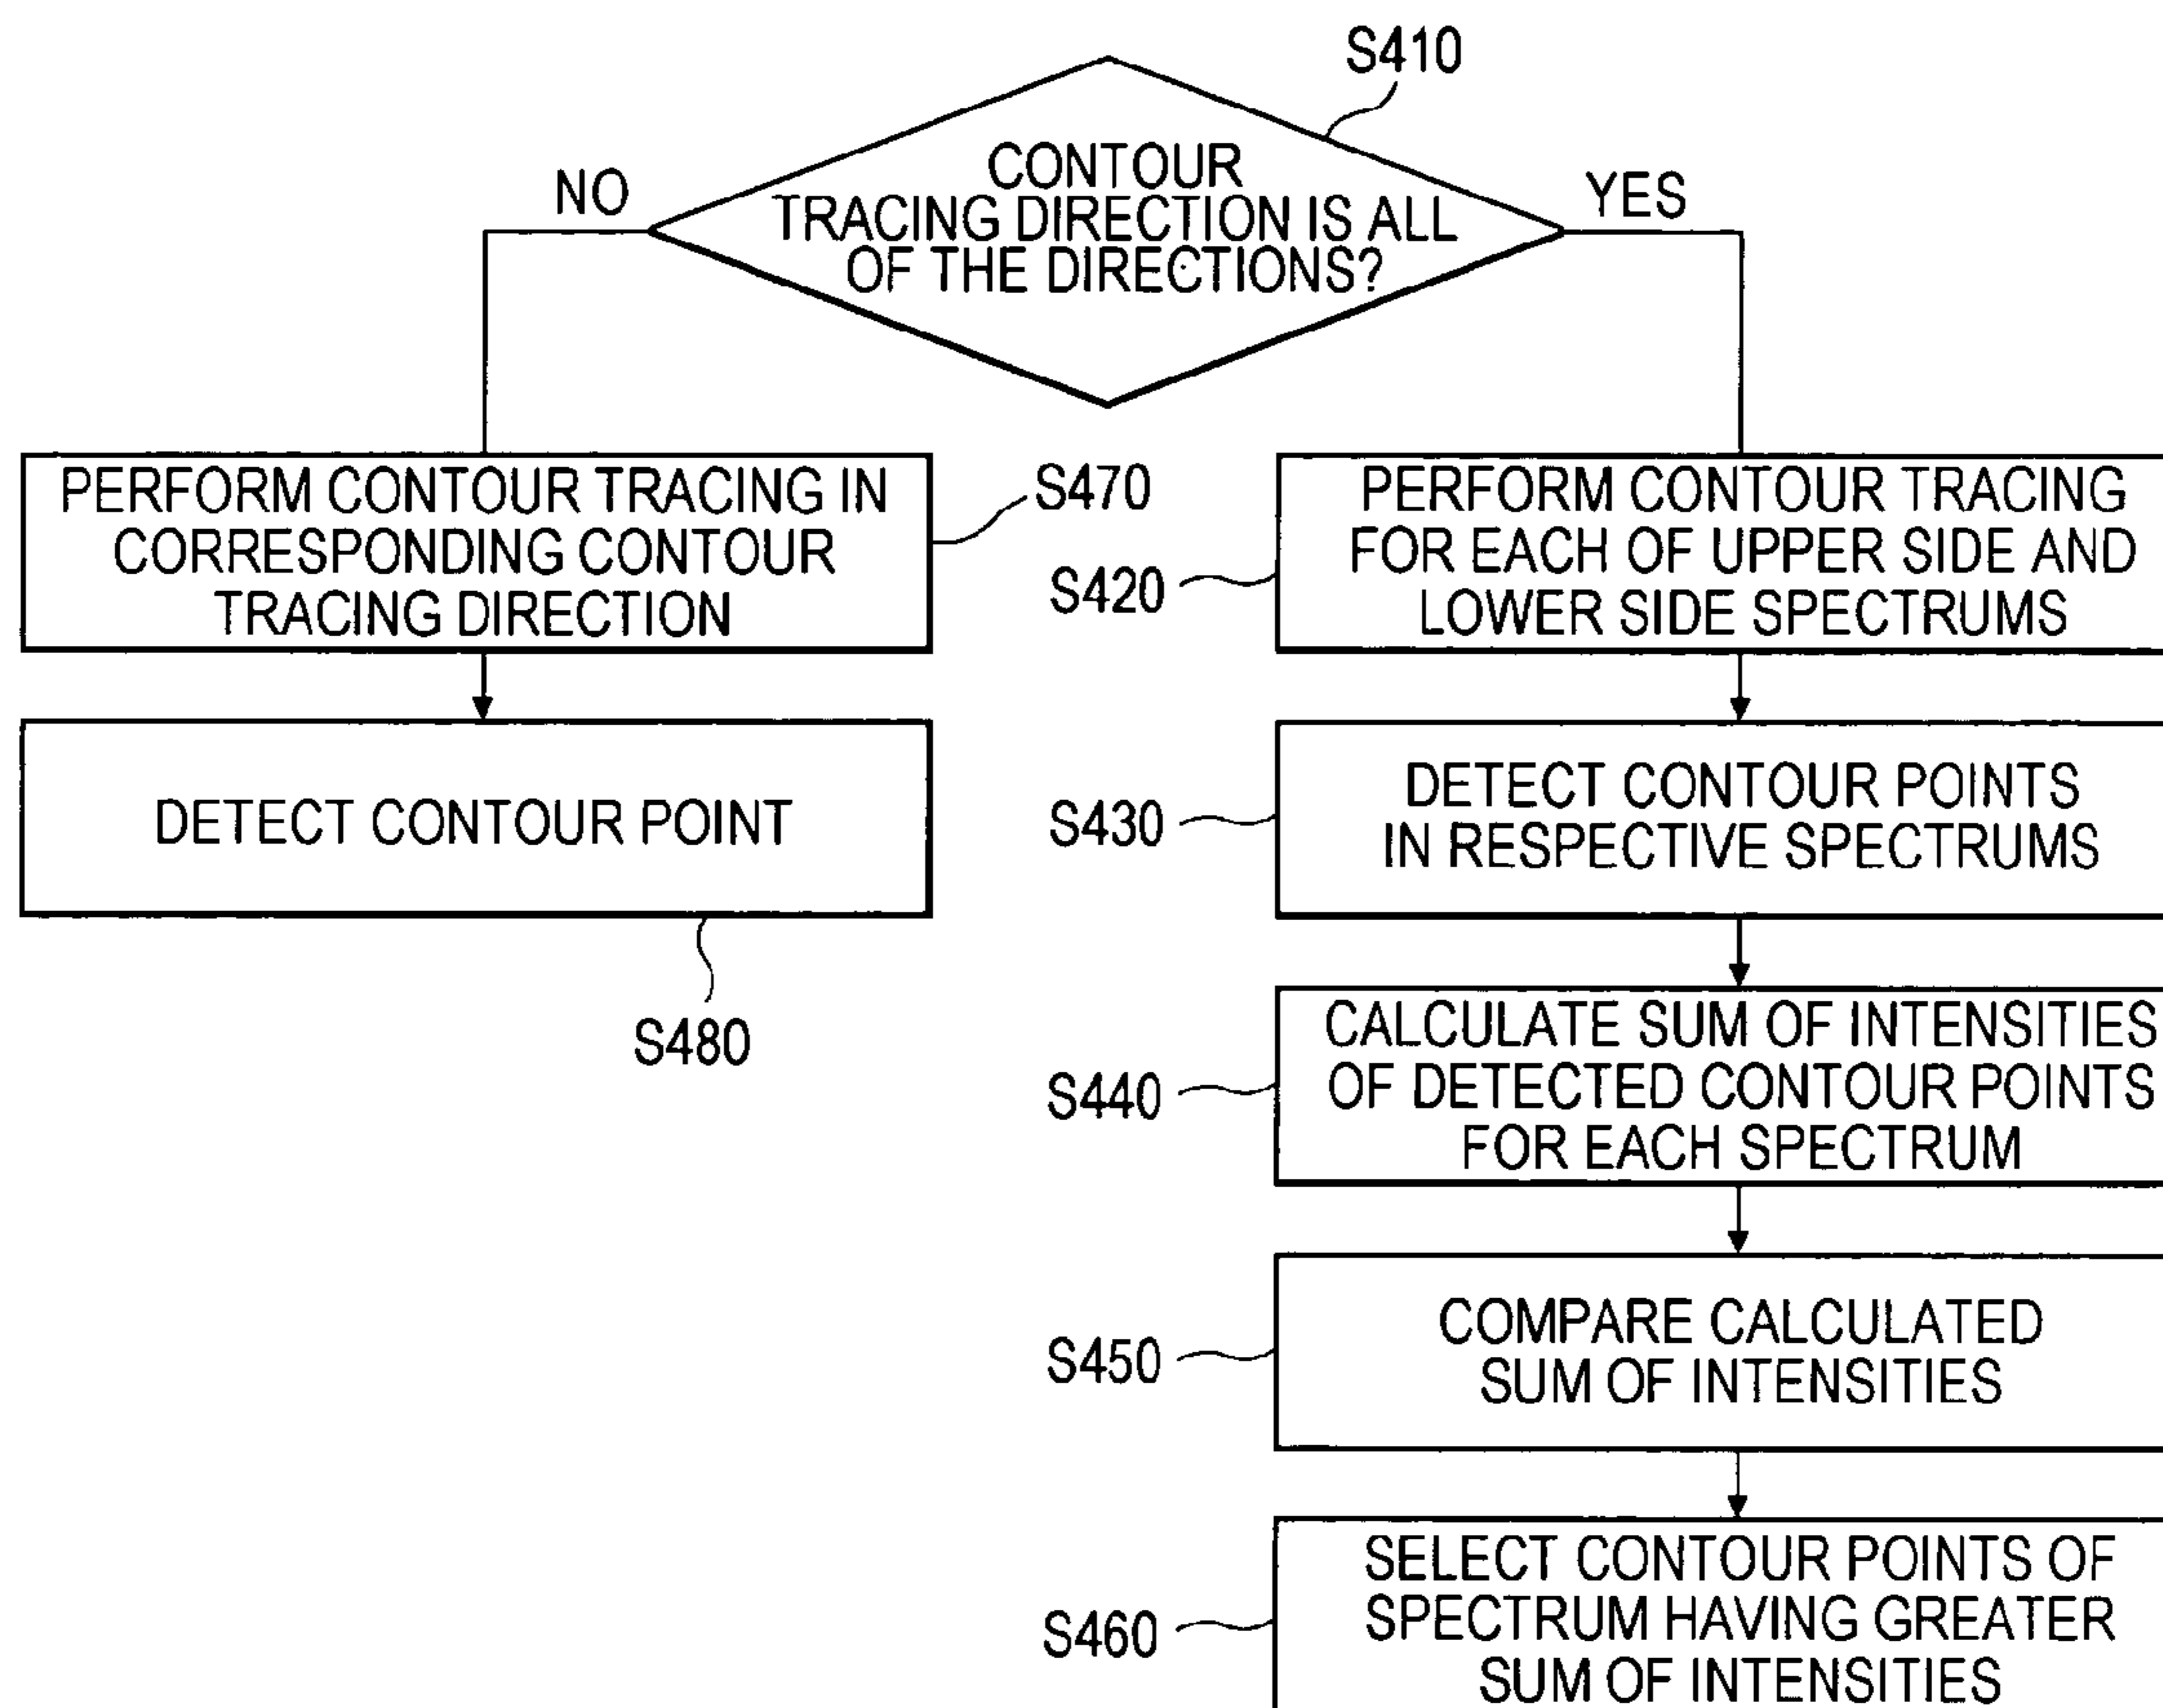 S410
CONTOUR
TRACING DIRECTION IS ALL
OF THE DIRECTIONS?
NO
YES
PERFORM CONTOUR TRACING IN
CORRESPONDING CONTOUR
TRACING DIRECTION
S470
DETECT CONTOUR POINT
S480
PERFORM CONTOUR TRACING
FOR EACH OF UPPER SIDE AND
LOWER SIDE SPECTRUMS
S420
DETECT CONTOUR POINTS
IN RESPECTIVE SPECTRUMS
S430
CALCULATE SUM OF INTENSITIES
OF DETECTED CONTOUR POINTS
FOR EACH SPECTRUM
S440
COMPARE CALCULATED
SUM OF INTENSITIES
S450
SELECT CONTOUR POINTS OF
SPECTRUM HAVING GREATER
SUM OF INTENSITIES
S460